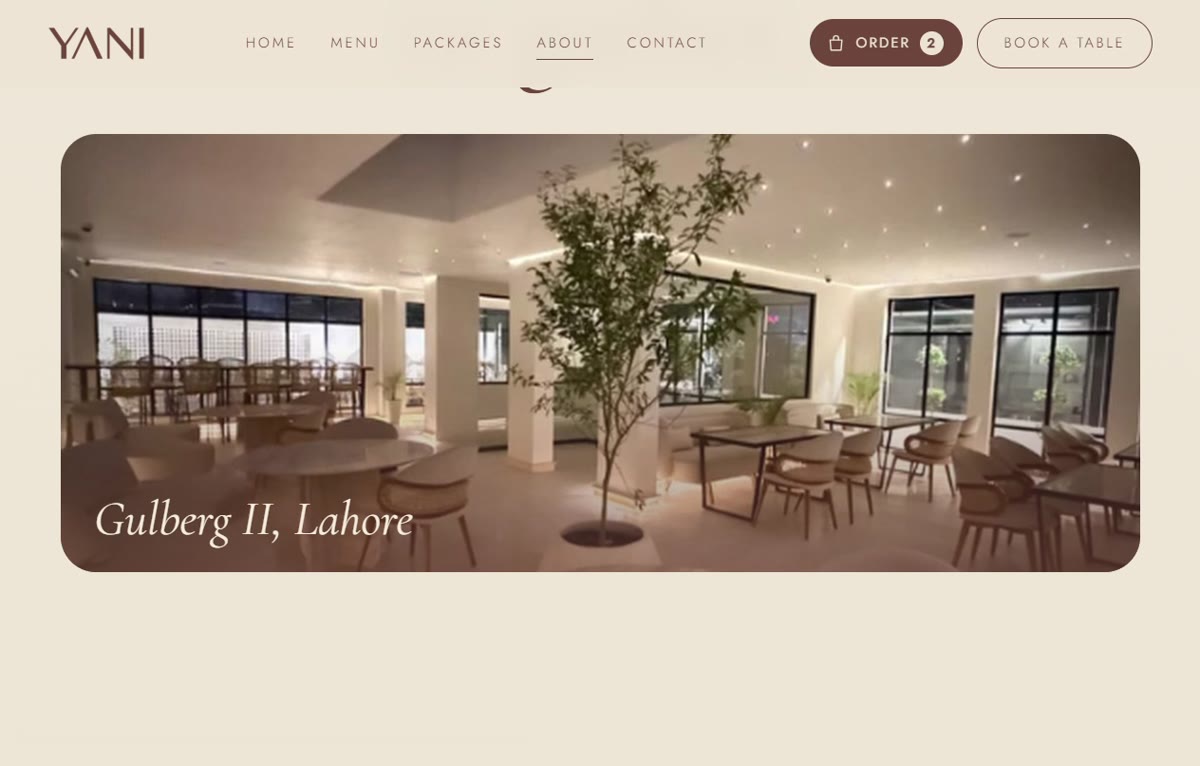 YANI
HOME MENU PACKAGES ABOUT CONTACT
ORDER 2
BOOK A TABLE
Gulberg II, Lahore